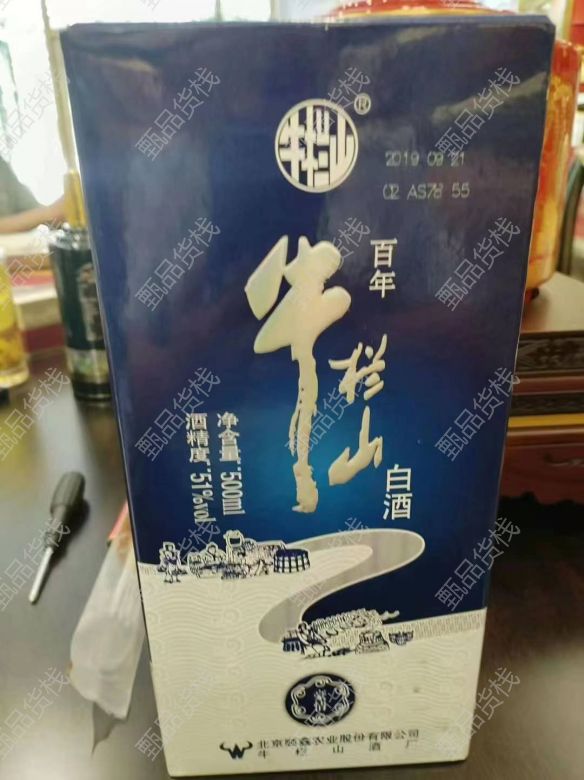 牛栏山®
2019 09 21
02 AS78 55
百年
牛栏山
白酒
净含量:500ml
酒精度:51%vol
北京顺鑫农业股份有限公司
牛栏山酒厂
甄品货栈